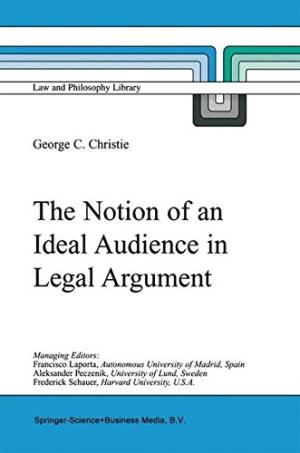 Law and Philosophy Library
George C. Christie
The Notion of an
Ideal Audience in
Legal Argument
Managing Editors:
Francisco Laporta, Autonomous University of Madrid, Spain
Aleksander Peczenik, University of Lund, Sweden
Frederick Schauer, Harvard University, U.S.A.
Springer-Science+Business Media, B.V.